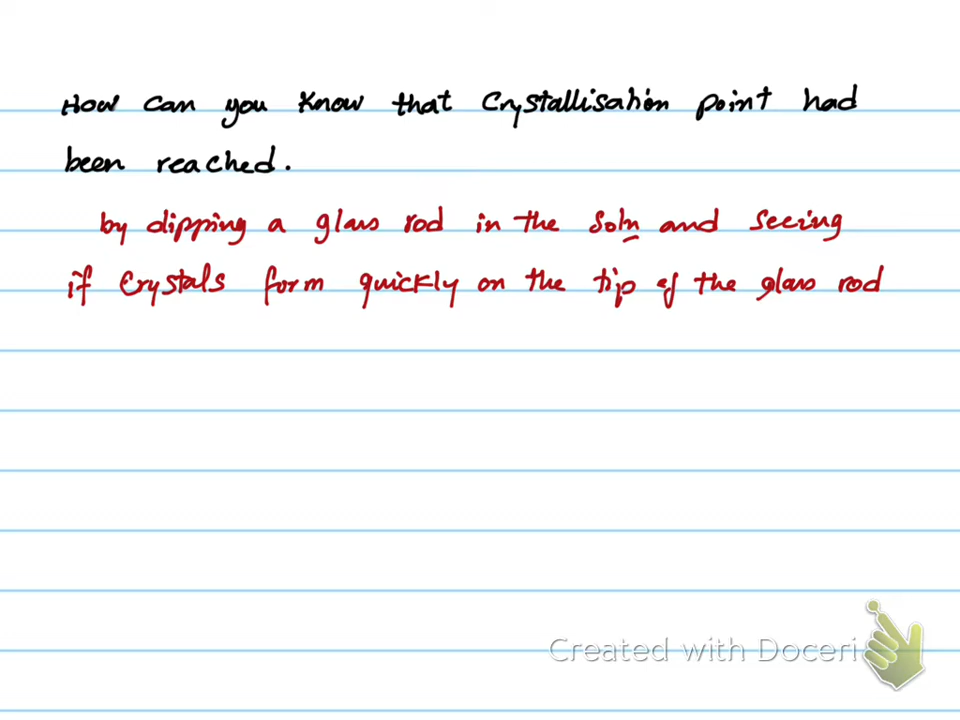 How can you know that crystallisation point had
been reached.
by dipping a glass rod in the soln and seeing
if crystals form quickly on the tip of the glass rod
Created with Doceri